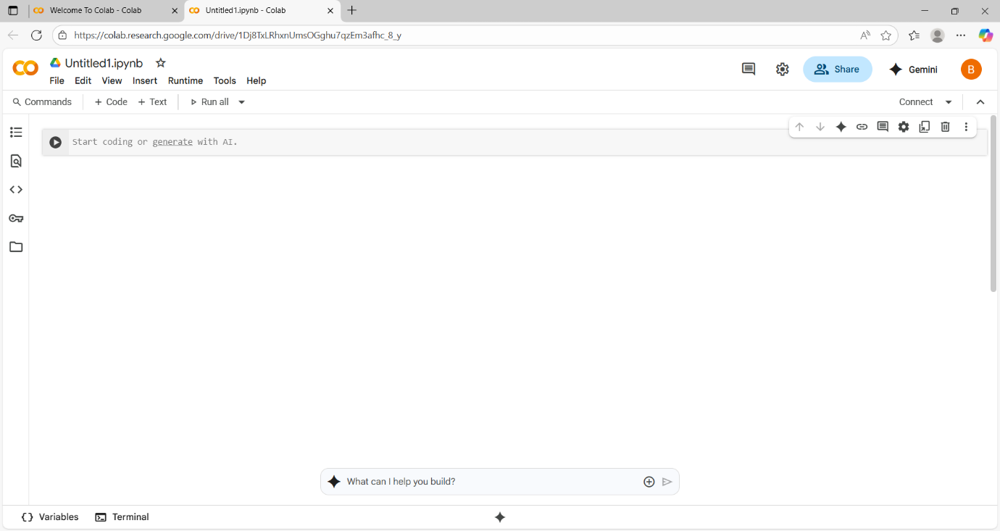 Welcome To Colab - Colab
Untitled1.ipynb - Colab
https://colab.research.google.com/drive/1Dj8TxLRhxnUmsOGghu7qzEm3afhc_8_y
Untitled1.ipynb
File Edit View Insert Runtime Tools Help
Share
Gemini
B
Commands + Code + Text Run all
Connect
Start coding or generate with AI.
What can I help you build?
Variables Terminal